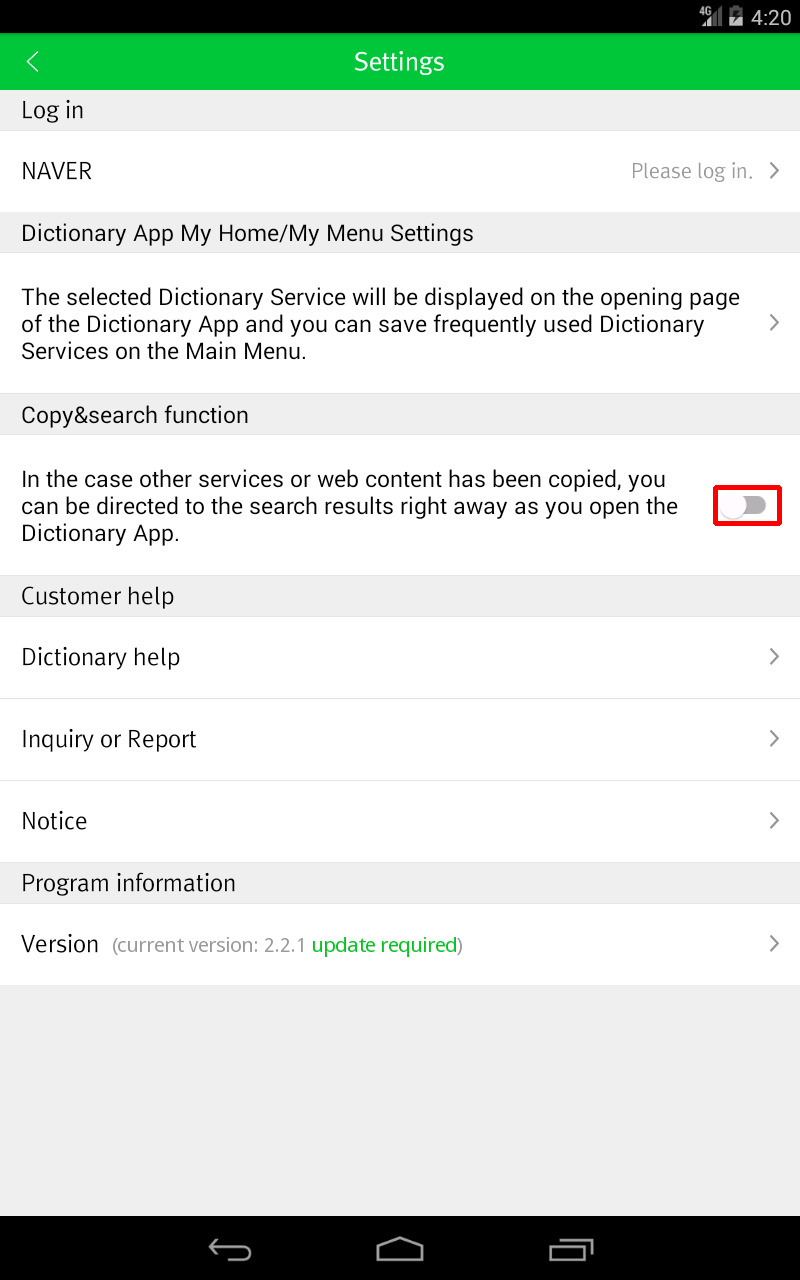 4G 4:20
Settings
Log in
NAVER Please log in.
Dictionary App My Home/My Menu Settings
The selected Dictionary Service will be displayed on the opening page
of the Dictionary App and you can save frequently used Dictionary
Services on the Main Menu.
Copy&search function
In the case other services or web content has been copied, you
can be directed to the search results right away as you open the
Dictionary App.
Customer help
Dictionary help
Inquiry or Report
Notice
Program information
Version (current version: 2.2.1 update required)